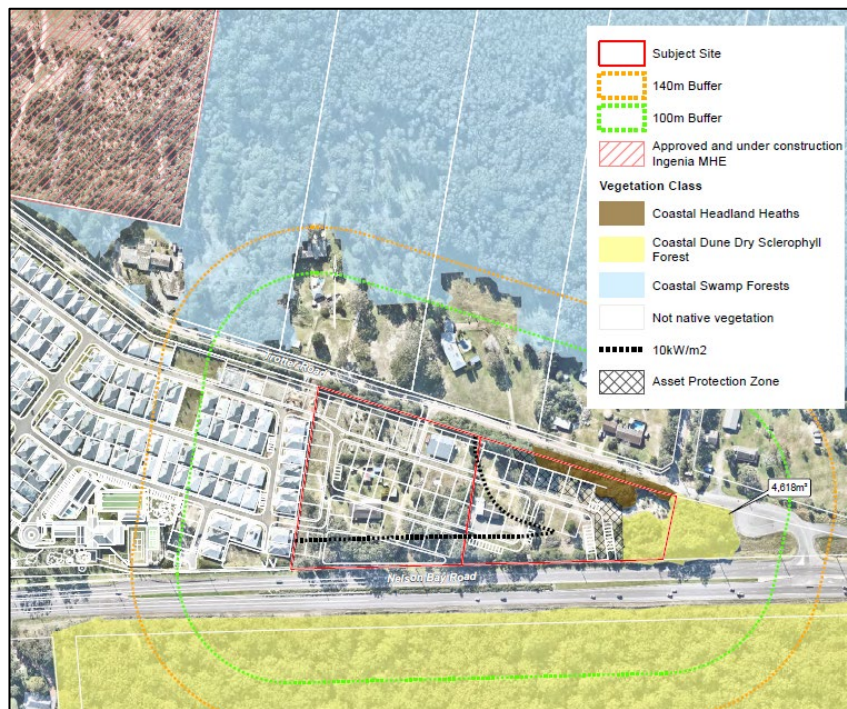 Subject Site
140m Buffer
100m Buffer
Approved and under construction
Ingenia MHE
Vegetation Class
Coastal Headland Heaths
Coastal Dune Dry Sclerophyll
Forest
Coastal Swamp Forests
Not native vegetation
10kW/m2
Asset Protection Zone
Trotter Road
4,618m²
Nelson Bay Road